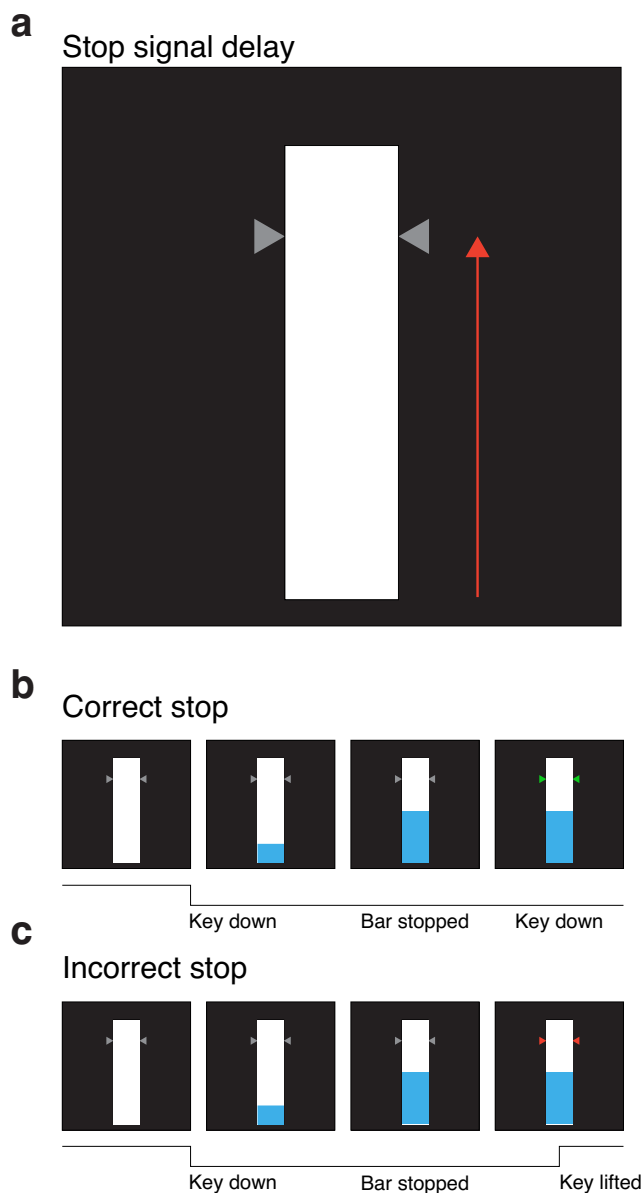 a
Stop signal delay
b
Correct stop
Key down Bar stopped Key down
c
Incorrect stop
Key down Bar stopped Key lifted